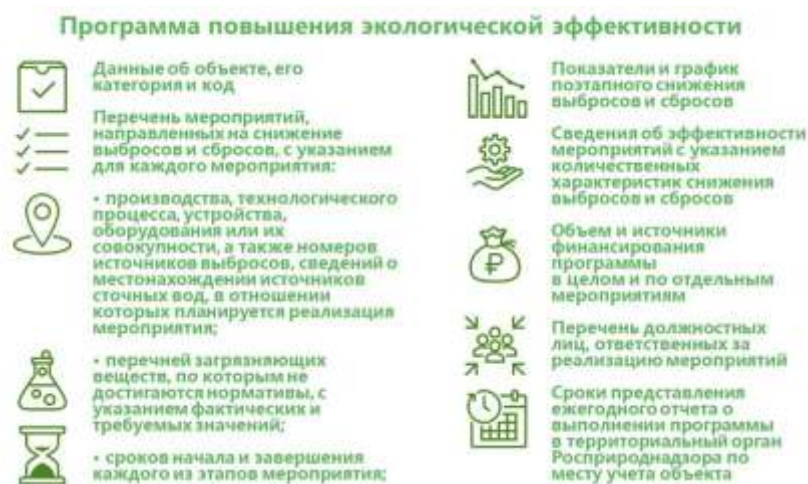 Программа повышения экологической эффективности
Данные об объекте, его
категория и код
Перечень мероприятий,
направленных на снижение
выбросов и сбросов, с указанием
для каждого мероприятия:
• производства, технологического
процесса, устройства,
оборудования или их
совокупности, а также номеров
источников выбросов, сведений о
местонахождении источников
сточных вод, в отношении
которых планируется реализация
мероприятия;
• перечней загрязняющих
веществ, по которым не
достигаются нормативы, с
указанием фактических и
требуемых значений;
• сроков начала и завершения
каждого из этапов мероприятия;
Показатели и график
поэтапного снижения
выбросов и сбросов
Сведения об эффективности
мероприятий с указанием
количественных
характеристик снижения
выбросов и сбросов
Объем и источники
финансирования
программы
в целом и по отдельным
мероприятиям
Перечень должностных
лиц, ответственных за
реализацию мероприятий
Сроки представления
ежегодного отчета о
выполнении программы
в территориальный орган
Росприроднадзора по
месту учета объекта